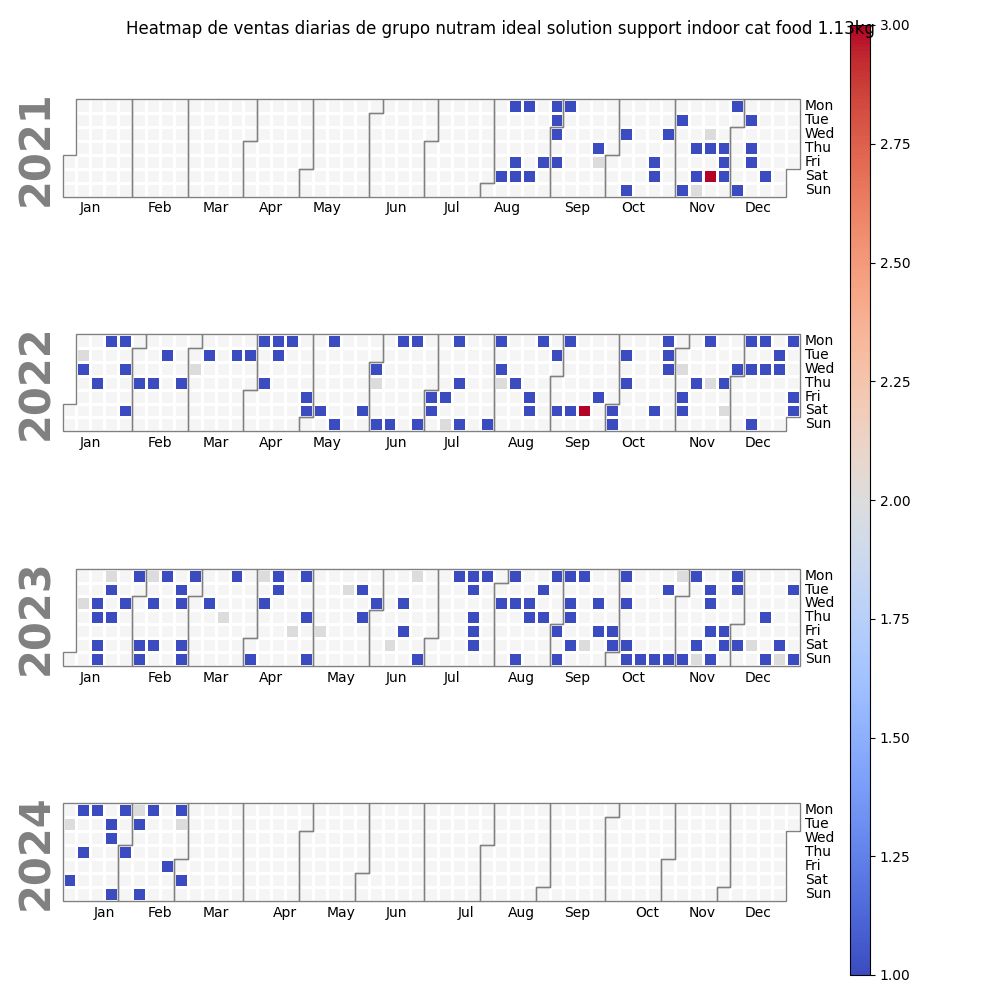 Heatmap de ventas diarias de grupo nutram ideal solution support indoor cat food 1.13kg
3.00
2.75
2.50
2.25
2.00
1.75
1.50
1.25
1.00
2021
Mon
Tue
Wed
Thu
Fri
Sat
Sun
Jan Feb Mar Apr May Jun Jul Aug Sep Oct Nov Dec
2022
Mon
Tue
Wed
Thu
Fri
Sat
Sun
Jan Feb Mar Apr May Jun Jul Aug Sep Oct Nov Dec
2023
Mon
Tue
Wed
Thu
Fri
Sat
Sun
Jan Feb Mar Apr May Jun Jul Aug Sep Oct Nov Dec
2024
Mon
Tue
Wed
Thu
Fri
Sat
Sun
Jan Feb Mar Apr May Jun Jul Aug Sep Oct Nov Dec